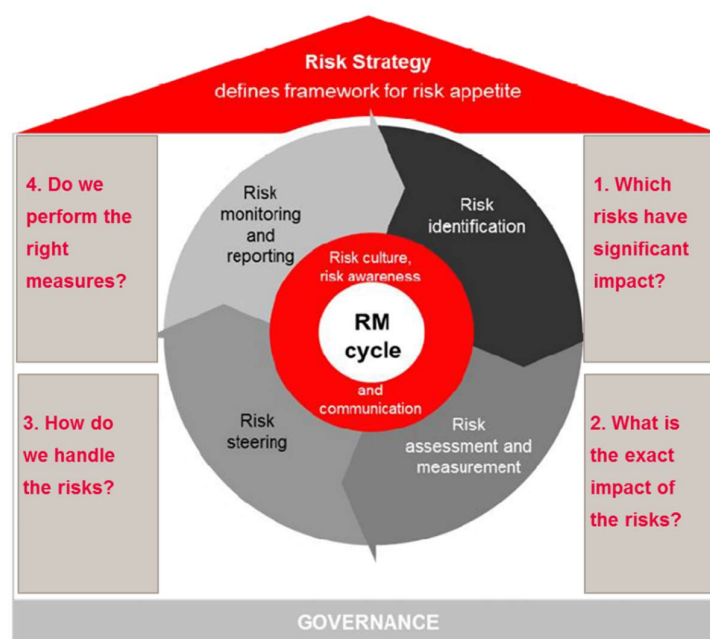 Risk Strategy
defines framework for risk appetite
4. Do we
perform the
right
measures?
Risk
monitoring
and
reporting
Risk
identification
1. Which
risks have
significant
impact?
Risk culture,
risk awareness
RM
cycle
and
communication
3. How do
we handle
the risks?
Risk
steering
Risk
assessment and
measurement
2. What is
the exact
impact of
the risks?
GOVERNANCE